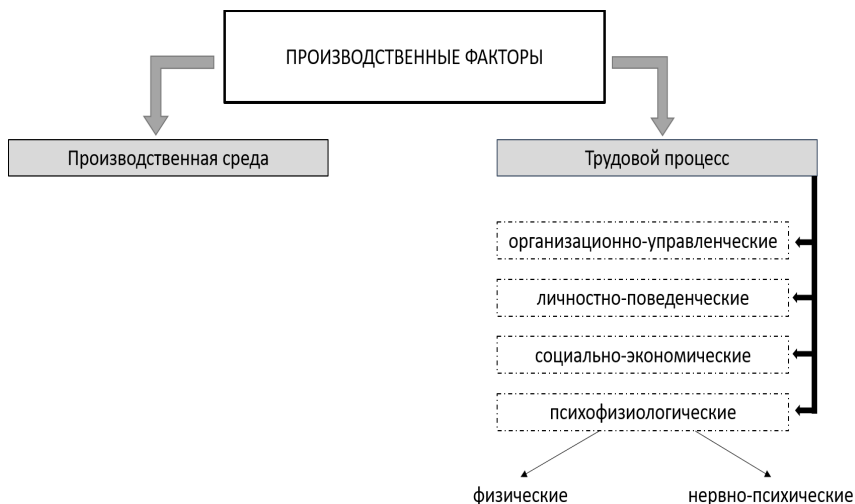 ПРОИЗВОДСТВЕННЫЕ ФАКТОРЫ
Производственная среда
Трудовой процесс
организационно-управленческие
личностно-поведенческие
социально-экономические
психофизиологические
физические
нервно-психические